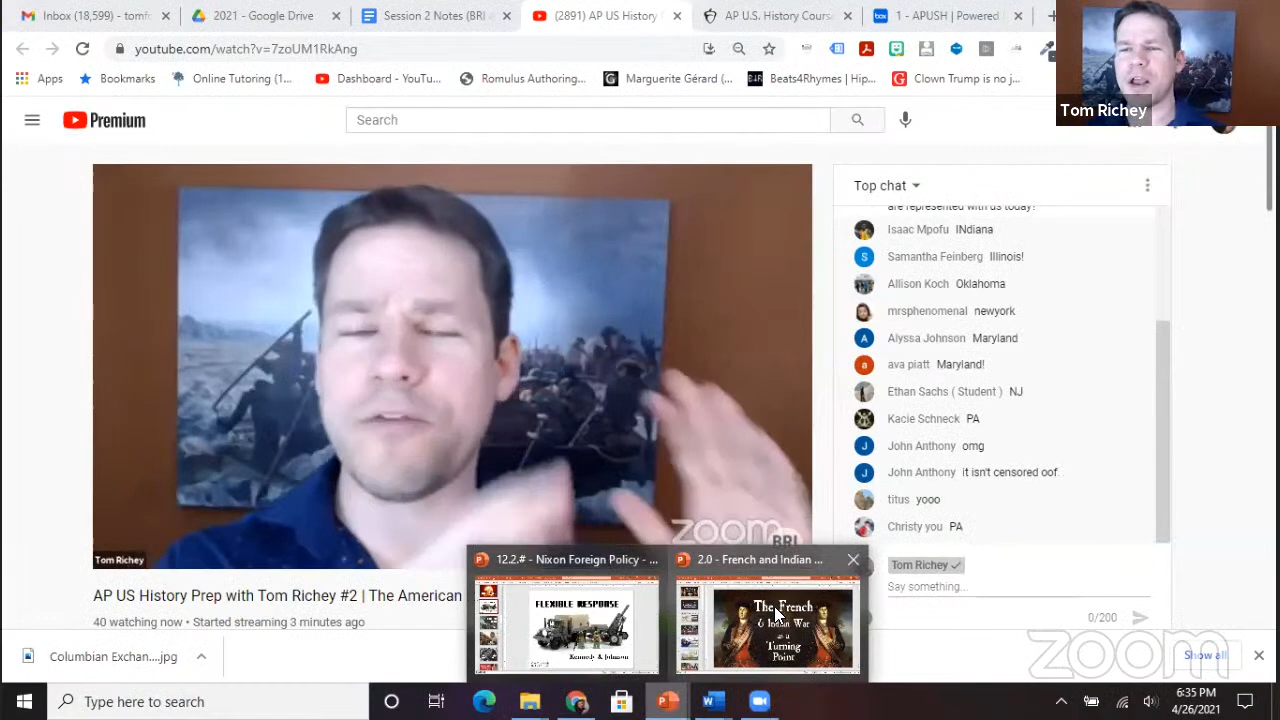 Inbox (18,599) - tomf
2021 - Google Drive
Session 2 Notes (BRI e
(2891) AP US History
AP U.S. History Cours
1 - APUSH | Powered
youtube.com/watch?v=7zoUM1RkAng
Apps
Bookmarks
Online Tutoring (1...
Dashboard - YouTu...
Romulus Authoring...
Marguerite Gérard (...
Beats4Rhymes | Hip...
Clown Trump is no j...
Tom Richey
Premium
Search
Top chat
are represented with us today?
Isaac Mpofu INdiana
Samantha Feinberg Illinois!
Allison Koch Oklahoma
mrsphenomenal newyork
Alyssa Johnson Maryland
ava piatt Maryland!
Ethan Sachs ( Student ) NJ
Kacie Schneck PA
John Anthony omg
John Anthony it isn't censored oof.
titus yooo
Christy you PA
zoom
BRI
Tom Richey
12.2.# - Nixon Foreign Policy - ...
2.0 - French and Indian ...
FLEXIBLE RESPONSE
Kennedy & Johnson
The French
& Indian War
as a
Turning
Point
Tom Richey
Say something...
0/200
AP US History Prep with Tom Richey #2 | The American
40 watching now • Started streaming 3 minutes ago
Columbian Exchan....jpg
Show all
zoom
Type here to search
6:35 PM
4/26/2021